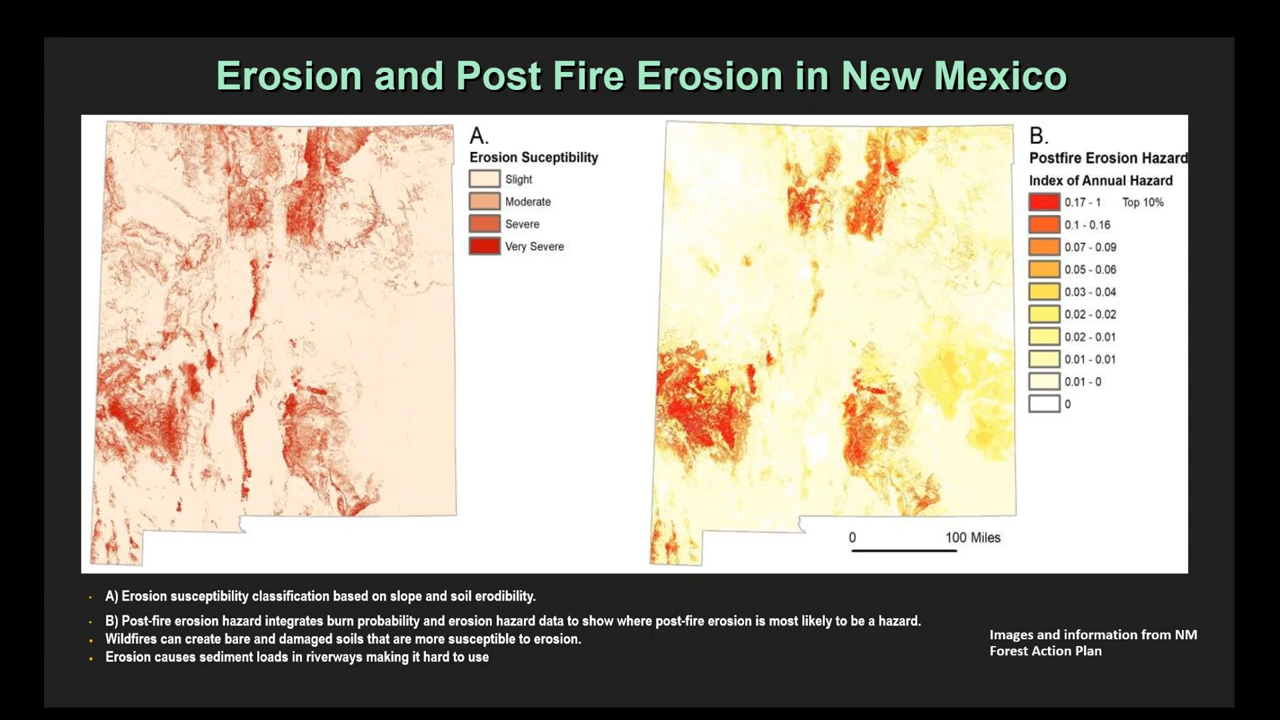 Erosion and Post Fire Erosion in New Mexico
A.
Erosion Suceptibility
Slight
Moderate
Severe
Very Severe
B.
Postfire Erosion Hazard
Index of Annual Hazard
0.17 - 1 Top 10%
0.1 - 0.16
0.07 - 0.09
0.05 - 0.06
0.03 - 0.04
0.02 - 0.02
0.02 - 0.01
0.01 - 0.01
0.01 - 0
0
0 100 Miles
A) Erosion susceptibility classification based on slope and soil erodibility.
B) Post-fire erosion hazard integrates burn probability and erosion hazard data to show where post-fire erosion is most likely to be a hazard.
Wildfires can create bare and damaged soils that are more susceptible to erosion.
Erosion causes sediment loads in riverways making it hard to use
Images and information from NM
Forest Action Plan